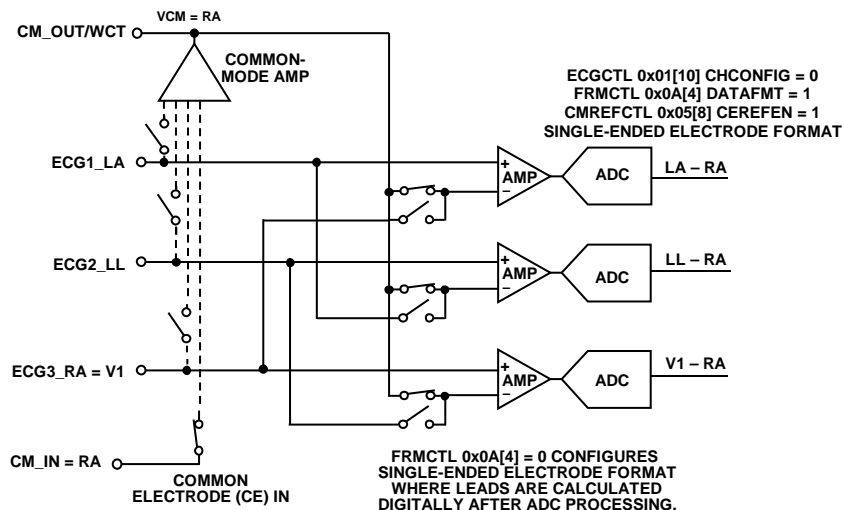 VCM = RA
CM_OUT/WCT
COMMON-
MODE AMP
ECGCTL 0x01[10] CHCONFIG = 0
FRMCTL 0x0A[4] DATAFMT = 1
CMREFCTL 0x05[8] CEREFEN = 1
SINGLE-ENDED ELECTRODE FORMAT
ECG1_LA
+
AMP
–
ADC
LA – RA
ECG2_LL
+
AMP
–
ADC
LL – RA
ECG3_RA = V1
+
AMP
–
ADC
V1 – RA
CM_IN = RA
COMMON
ELECTRODE (CE) IN
FRMCTL 0x0A[4] = 0 CONFIGURES
SINGLE-ENDED ELECTRODE FORMAT
WHERE LEADS ARE CALCULATED
DIGITALLY AFTER ADC PROCESSING.